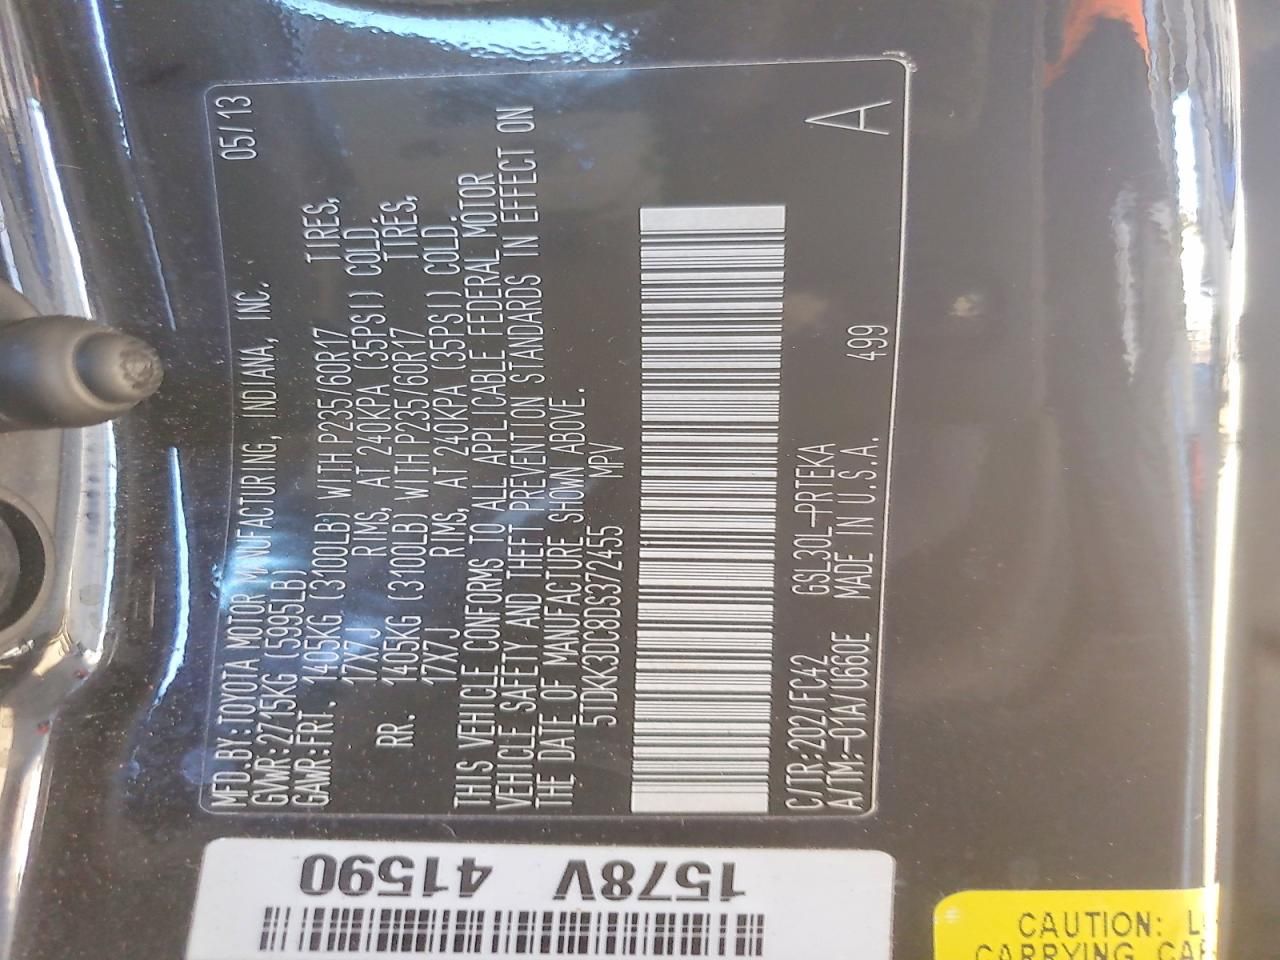 MFD.BY:TOYOTA MOTOR MANUFACTURING, INDIANA, INC. 05/13
GVWR:2715KG (5995LB)
GAWR:FRT. 1405KG (3100LB) WITH P235/60R17 TIRES,
17X7J RIMS, AT 240KPA (35PSI) COLD.
RR. 1405KG (3100LB) WITH P235/60R17 TIRES,
17X7J RIMS, AT 240KPA (35PSI) COLD.
THIS VEHICLE CONFORMS TO ALL APPLICABLE FEDERAL MOTOR
VEHICLE SAFETY AND THEFT PREVENTION STANDARDS IN EFFECT ON
THE DATE OF MANUFACTURE SHOWN ABOVE.
5TDKK3DC8DS372455 MPV
C/TR:202/FC42 GSL30L-PRTEKA
A/TM:-01A/U660E MADE IN U.S.A. 499 A
1578V 41590
CAUTION:
CARRYING